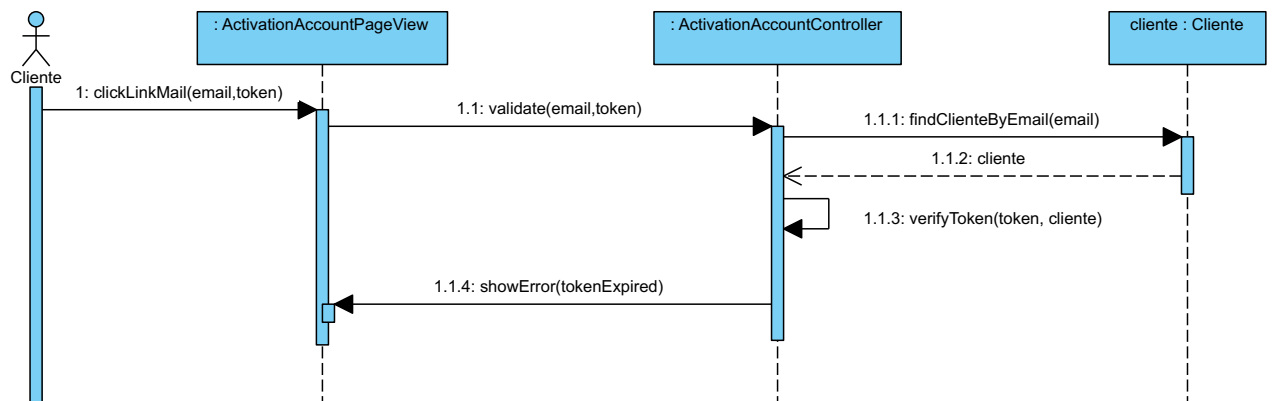 : ActivationAccountPageView
: ActivationAccountController
cliente : Cliente
Cliente
1: clickLinkMail(email,token)
1.1: validate(email,token)
1.1.1: findClienteByEmail(email)
1.1.2: cliente
1.1.3: verifyToken(token, cliente)
1.1.4: showError(tokenExpired)